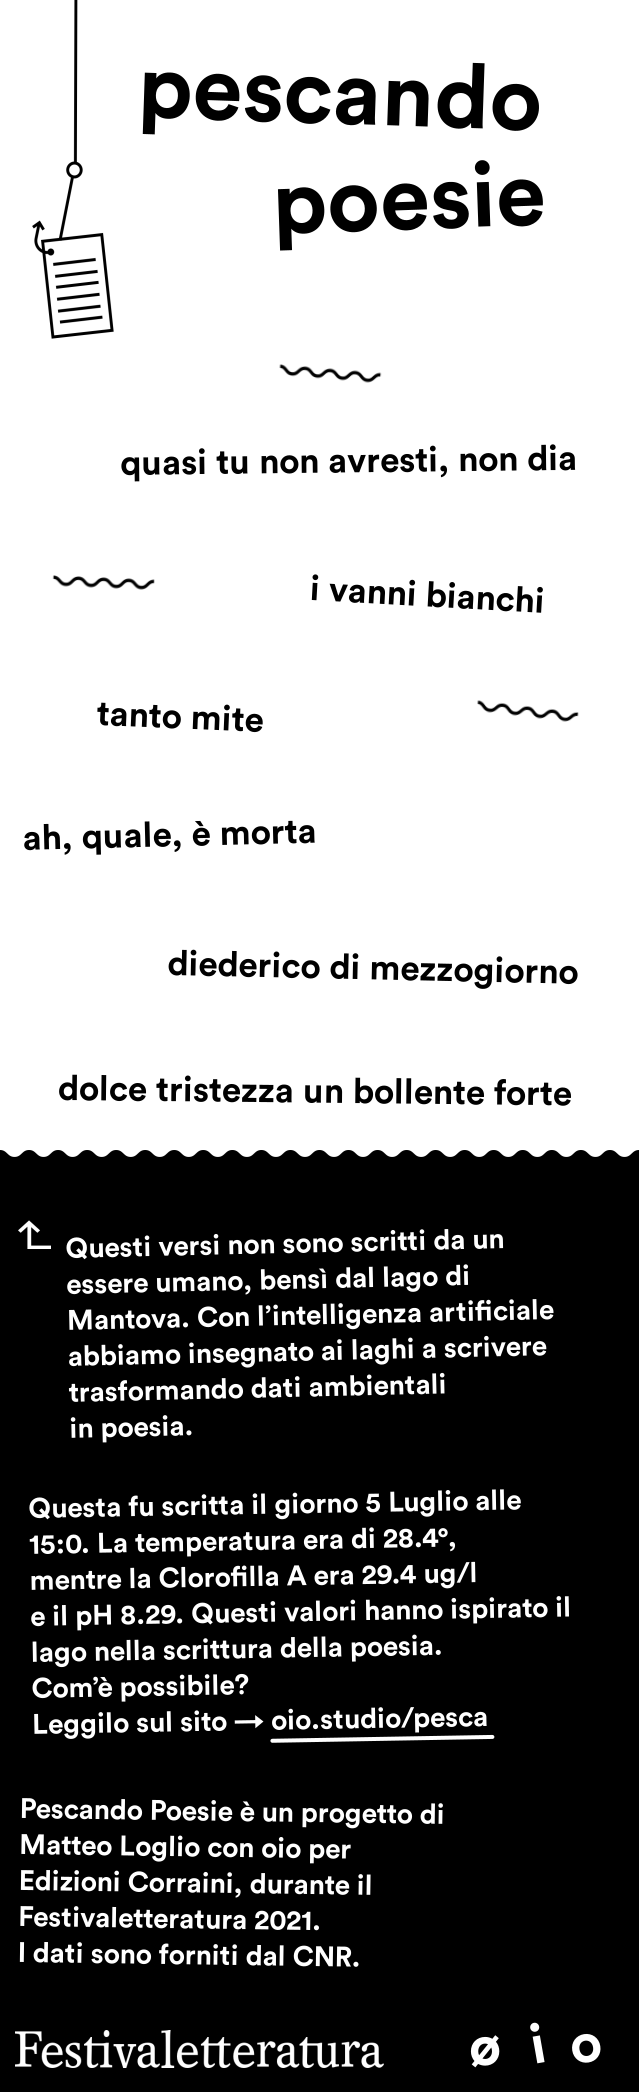 pescando
poesie
quasi tu non avresti, non dia
i vanni bianchi
tanto mite
ah, quale, è morta
diederico di mezzogiorno
dolce tristezza un bollente forte
Questi versi non sono scritti da un
essere umano, bensì dal lago di
Mantova. Con l'intelligenza artificiale
abbiamo insegnato ai laghi a scrivere
trasformando dati ambientali
in poesia.
Questa fu scritta il giorno 5 Luglio alle
15:0. La temperatura era di 28.4°,
mentre la Clorofilla A era 29.4 ug/l
e il pH 8.29. Questi valori hanno ispirato il
lago nella scrittura della poesia.
Com'è possibile?
Leggilo sul sito → oio.studio/pesca
Pescando Poesie è un progetto di
Matteo Loglio con oio per
Edizioni Corraini, durante il
Festivaletteratura 2021.
I dati sono forniti dal CNR.
Festivaletteratura øio